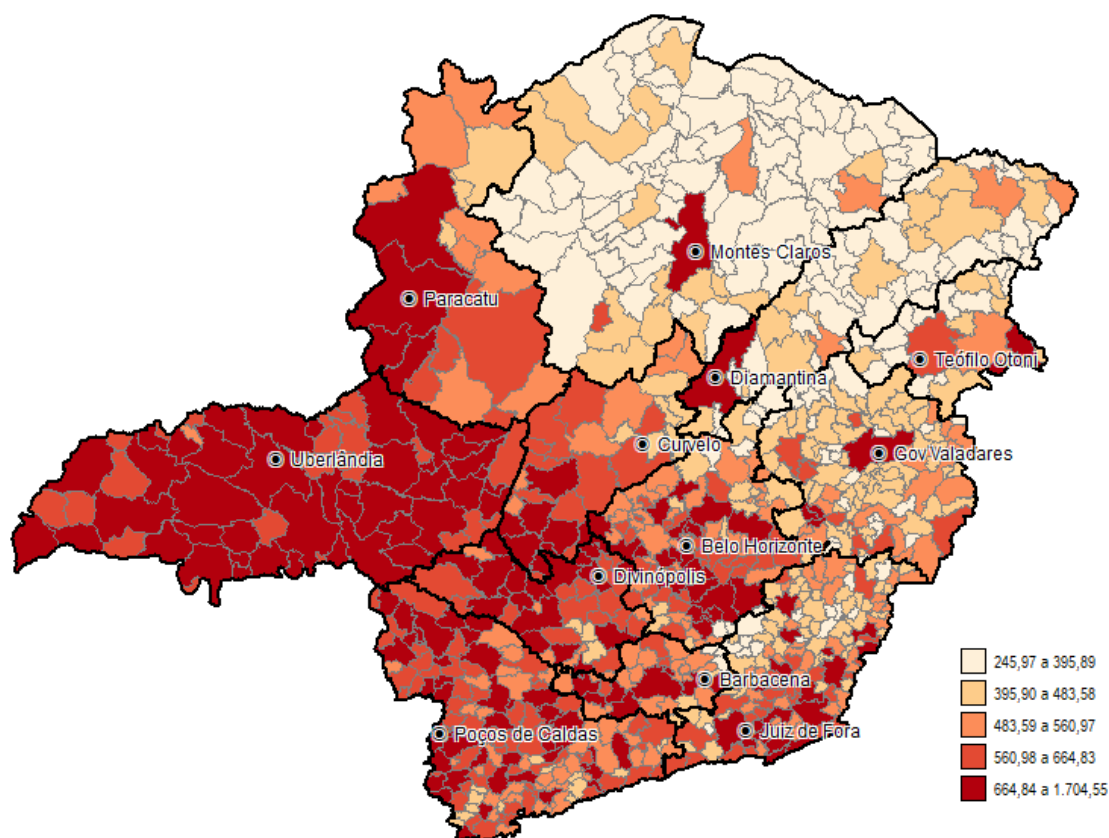 Montes Claros
Paracatu
Teófilo Otoni
Diamantina
Curvelo
Gov Valadares
Uberlândia
Belo Horizonte
Divinópolis
Barbacena
Juiz de Fora
Poços de Caldas
245,97 a 395,89
395,90 a 483,58
483,59 a 560,97
560,98 a 664,83
664,84 a 1.704,55